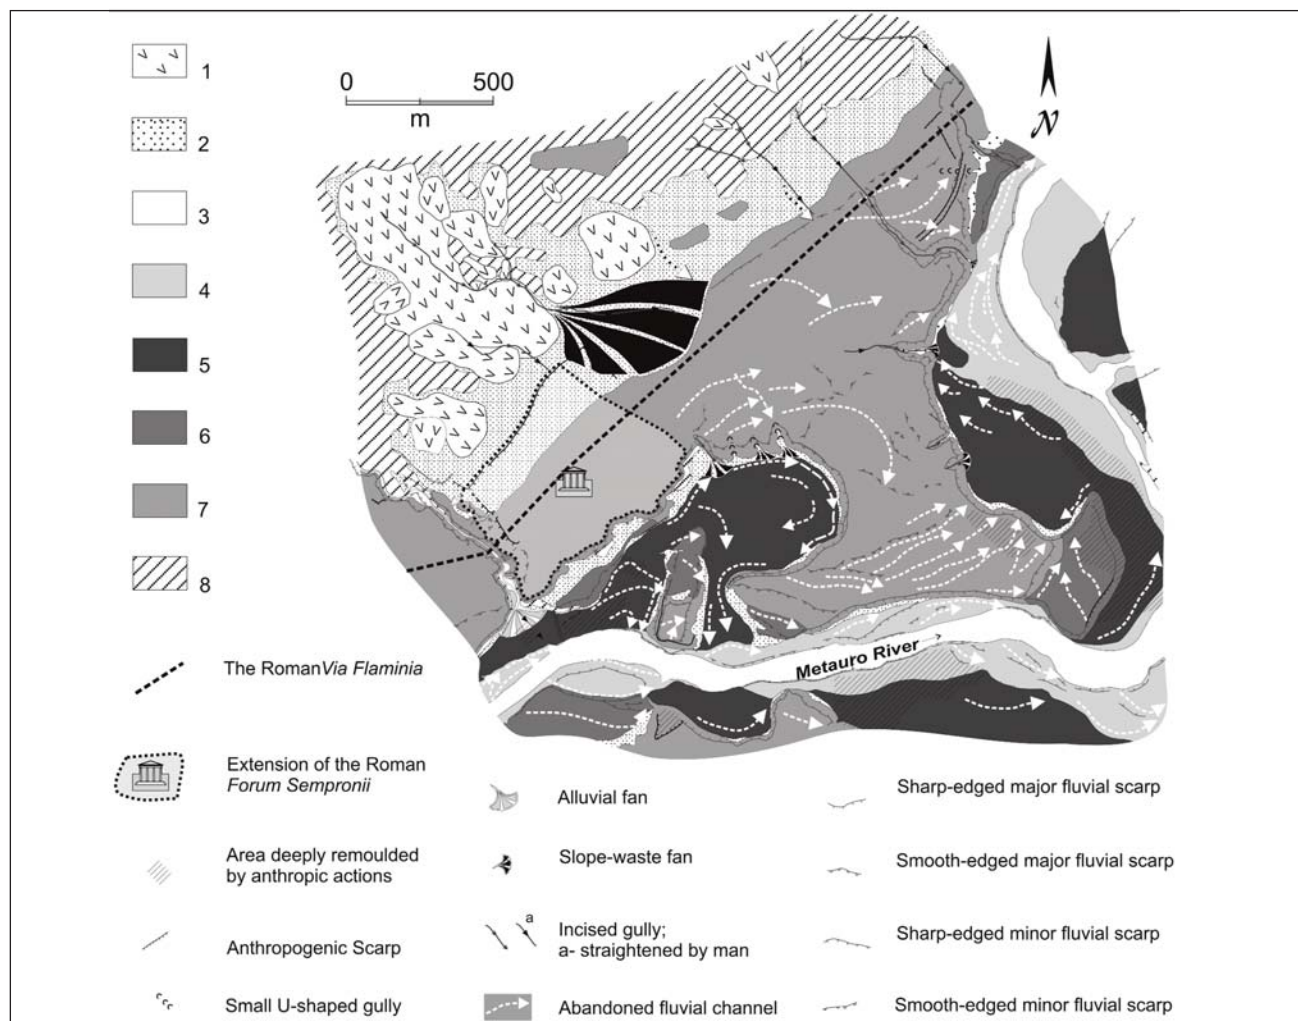 0 500
m
N
1
2
3
4
5
6
7
8
Metauro River
The RomanVia Flaminia
Extension of the Roman
Forum Sempronii
Area deeply remoulded
by anthropic actions
Anthropogenic Scarp
c c c
Small U-shaped gully
Alluvial fan
Slope-waste fan
a
Incised gully;
a- straightened by man
Abandoned fluvial channel
Sharp-edged major fluvial scarp
Smooth-edged major fluvial scarp
Sharp-edged minor fluvial scarp
Smooth-edged minor fluvial scarp